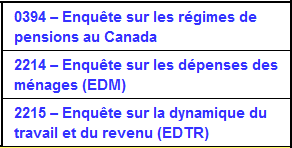 0394 – Enquête sur les régimes de
pensions au Canada
2214 – Enquête sur les dépenses des
ménages (EDM)
2215 – Enquête sur la dynamique du
travail et du revenu (EDTR)